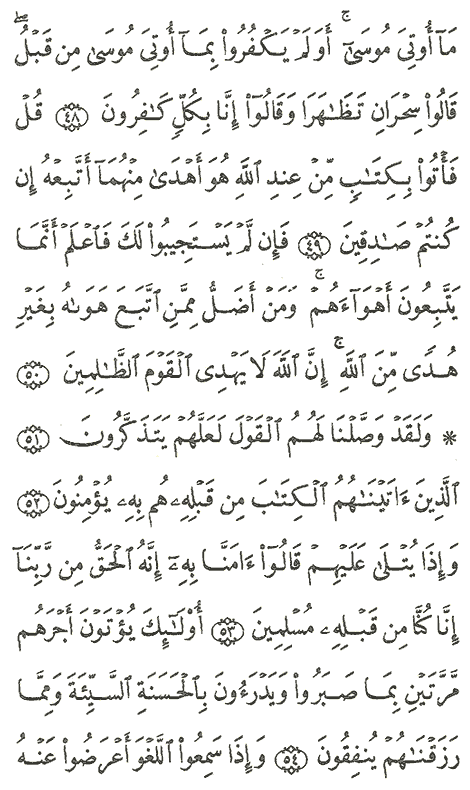 مَآ أُوتِىَ مُوسَىٰٓ ۚ أَوَلَمْ يَكْفُرُوا۟ بِمَآ أُوتِىَ مُوسَىٰ مِن قَبْلُ ۖ
قَالُوا۟ سِحْرَانِ تَظَـٰهَرَا وَقَالُوٓا۟ إِنَّا بِكُلٍّ كَـٰفِرُونَ ﴿٤٨﴾ قُلْ
فَأْتُوا۟ بِكِتَـٰبٍ مِّنْ عِندِ ٱللَّهِ هُوَ أَهْدَىٰ مِنْهُمَآ أَتَّبِعْهُ إِن
كُنتُمْ صَـٰدِقِينَ ﴿٤٩﴾ فَإِن لَّمْ يَسْتَجِيبُوا۟ لَكَ فَٱعْلَمْ أَنَّمَا
يَتَّبِعُونَ أَهْوَآءَهُمْ ۚ وَمَنْ أَضَلُّ مِمَّنِ ٱتَّبَعَ هَوَىٰهُ بِغَيْرِ
هُدًى مِّنَ ٱللَّهِ ۚ إِنَّ ٱللَّهَ لَا يَهْدِى ٱلْقَوْمَ ٱلظَّـٰلِمِينَ ﴿٥٠﴾
* وَلَقَدْ وَصَّلْنَا لَهُمُ ٱلْقَوْلَ لَعَلَّهُمْ يَتَذَكَّرُونَ ﴿٥١﴾
ٱلَّذِينَ ءَاتَيْنَـٰهُمُ ٱلْكِتَـٰبَ مِن قَبْلِهِۦ هُم بِهِۦ يُؤْمِنُونَ ﴿٥٢﴾
وَإِذَا يُتْلَىٰ عَلَيْهِمْ قَالُوٓا۟ ءَامَنَّا بِهِۦٓ إِنَّهُ ٱلْحَقُّ مِن رَّبِّنَآ
إِنَّا كُنَّا مِن قَبْلِهِۦ مُسْلِمِينَ ﴿٥٣﴾ أُو۟لَـٰٓئِكَ يُؤْتَوْنَ أَجْرَهُم
مَّرَّتَيْنِ بِمَا صَبَرُوا۟ وَيَدْرَءُونَ بِٱلْحَسَنَةِ ٱلسَّيِّئَةَ وَمِمَّا
رَزَقْنَـٰهُمْ يُنفِقُونَ ﴿٥٤﴾ وَإِذَا سَمِعُوا۟ ٱللَّغْوَ أَعْرَضُوا۟ عَنْهُ